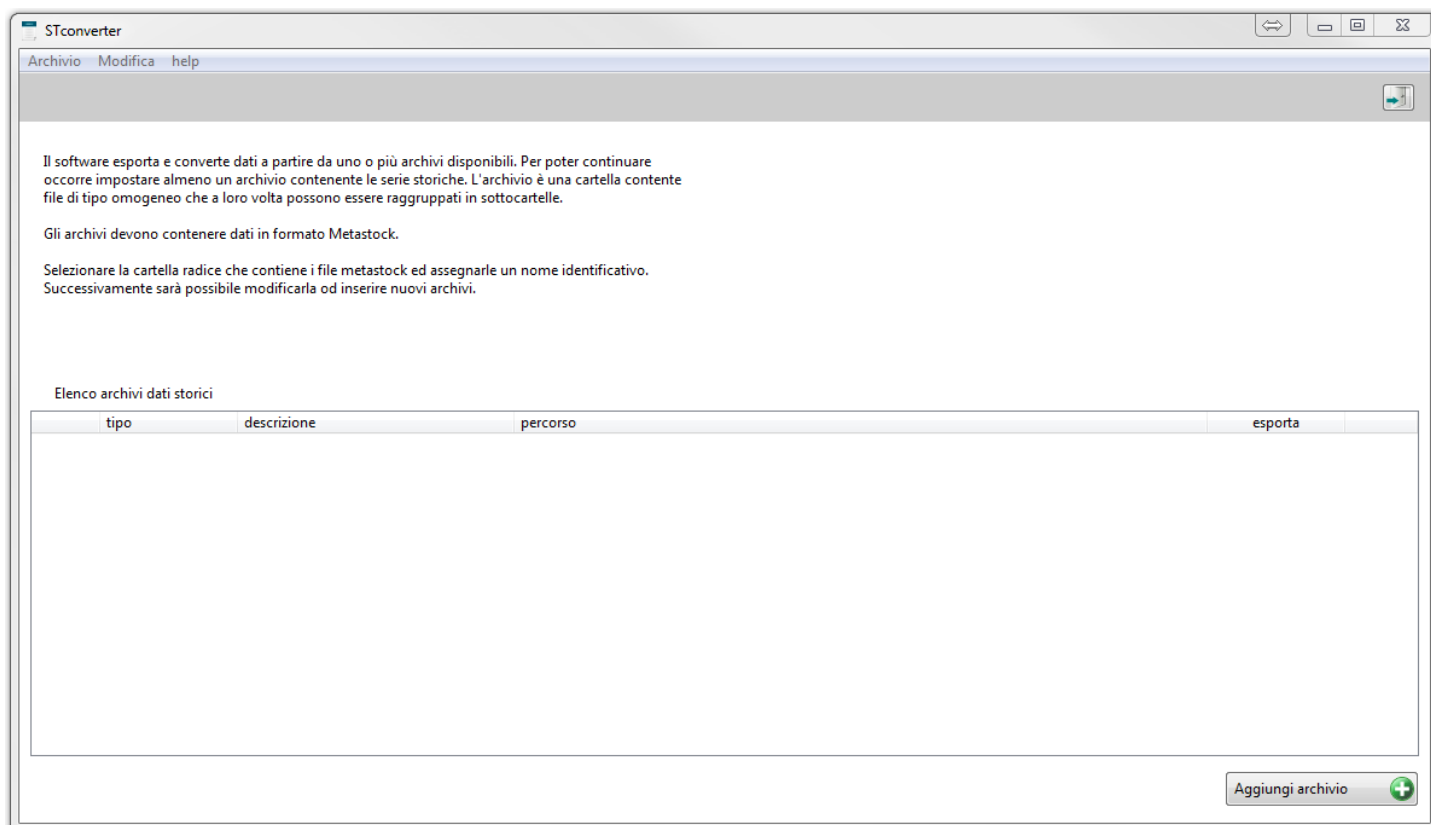 STconverter
Archivio Modifica help
Il software esporta e converte dati a partire da uno o più archivi disponibili. Per poter continuare
occorre impostare almeno un archivio contenente le serie storiche. L'archivio è una cartella contente
file di tipo omogeneo che a loro volta possono essere raggruppati in sottocartelle.
Gli archivi devono contenere dati in formato Metastock.
Selezionare la cartella radice che contiene i file metastock ed assegnarle un nome identificativo.
Successivamente sarà possibile modificarla od inserire nuovi archivi.
Elenco archivi dati storici
tipo descrizione percorso esporta
Aggiungi archivio